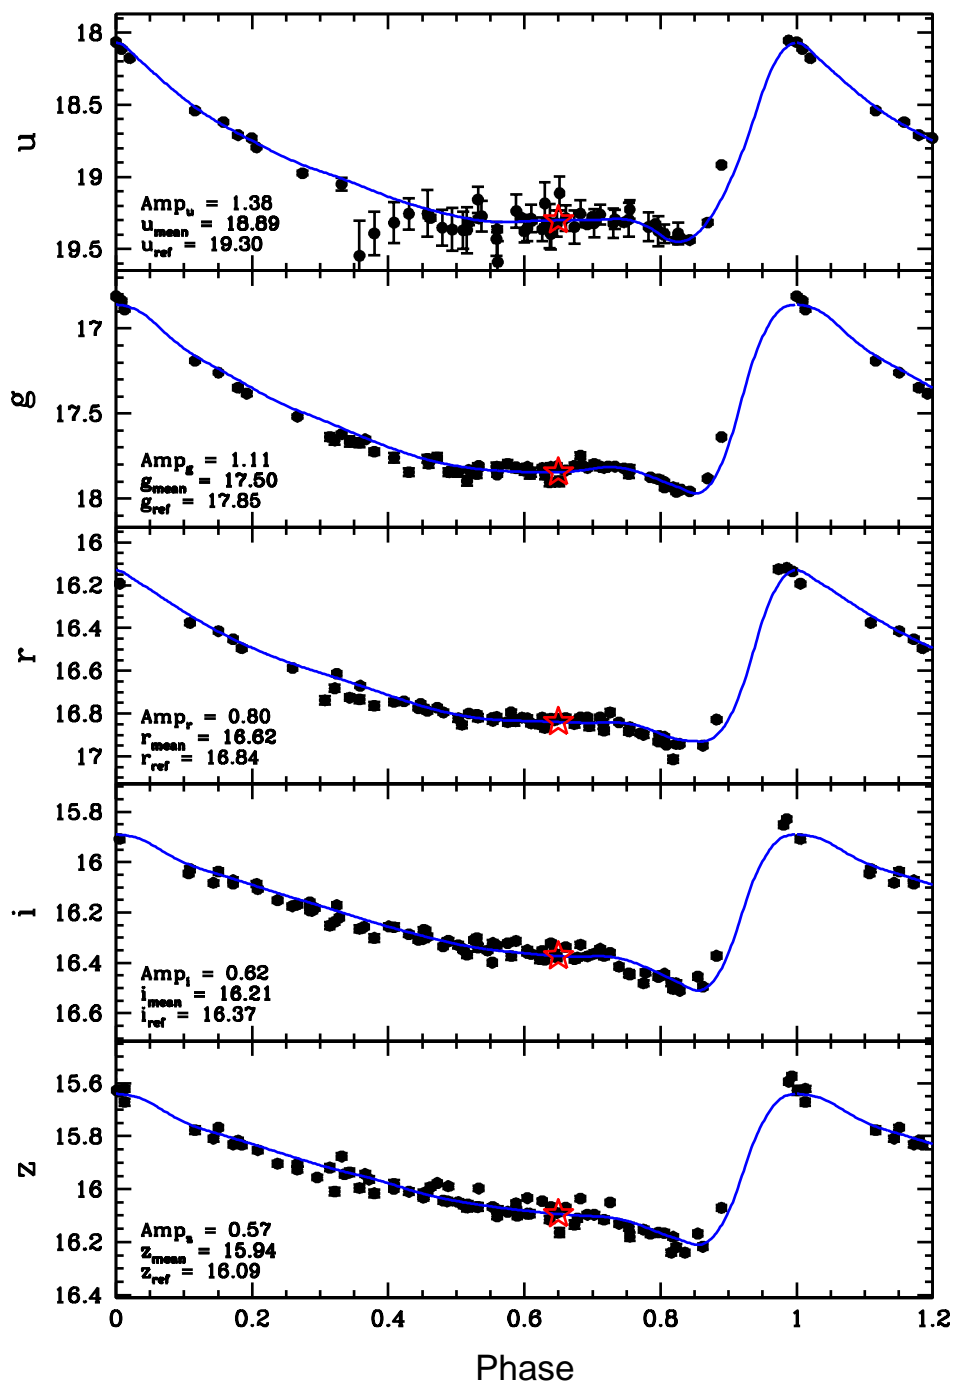 18
18.5
19
19.5
u
Amp_u = 1.38
u_mean = 18.89
u_ref = 19.30
17
17.5
18
g
Amp_g = 1.11
g_mean = 17.50
g_ref = 17.85
16
16.2
16.4
16.6
16.8
17
r
Amp_r = 0.80
r_mean = 16.62
r_ref = 16.84
15.8
16
16.2
16.4
16.6
i
Amp_i = 0.62
i_mean = 16.21
i_ref = 16.37
15.6
15.8
16
16.2
16.4
z
Amp_z = 0.57
z_mean = 15.94
z_ref = 16.09
0 0.2 0.4 0.6 0.8 1 1.2
Phase